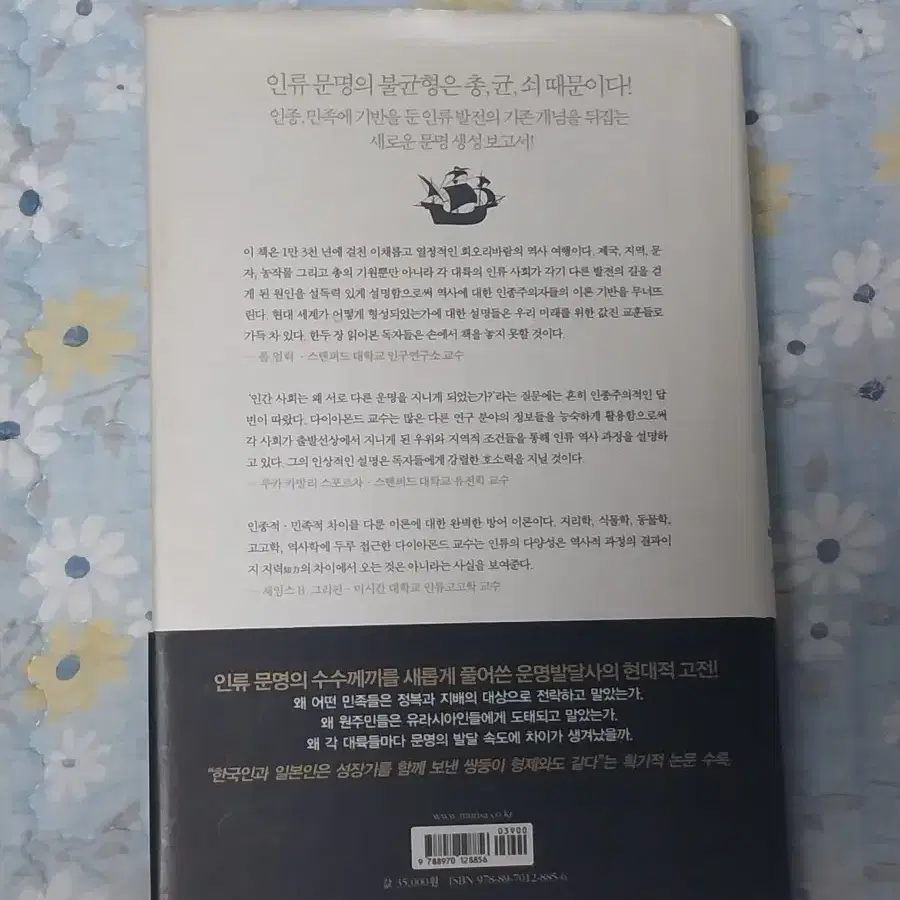 인류 문명의 불균형은 총, 균, 쇠 때문이다!
인종, 민족에 기반을 둔 인류 발전의 기존 개념을 뒤집는
새로운 문명 생성 보고서!
이 책은 1만 3천 년에 걸친 이채롭고 열정적인 회오리바람의 역사 여행이다. 제국, 지역, 문
자, 농작물 그리고 총의 기원뿐만 아니라 각 대륙의 인류 사회가 각기 다른 발전의 길을 걷
게 된 원인을 설득력 있게 설명함으로써 역사에 대한 인종주의자들의 이론 기반을 무너뜨
린다. 현대 세계가 어떻게 형성되었는가에 대한 설명들은 우리 미래를 위한 값진 교훈들로
가득 차 있다. 한두 장 읽어본 독자들은 손에서 책을 놓지 못할 것이다.
— 폴 얼릭 · 스탠퍼드 대학교 인구연구소 교수
'인간 사회는 왜 서로 다른 운명을 지니게 되었는가?'라는 질문에는 흔히 인종주의적인 답
변이 따랐다. 다이아몬드 교수는 많은 다른 연구 분야의 정보들을 능숙하게 활용함으로써
각 사회가 출발선상에서 지니게 된 우위와 지역적 조건들을 통해 인류 역사 과정을 설명하
고 있다. 그의 인상적인 설명은 독자들에게 강렬한 호소력을 지닐 것이다.
— 루카 카발리 스포르차 · 스탠퍼드 대학교 유전학 교수
인종적 · 민족적 차이를 다룬 이론에 대한 완벽한 방어 이론이다. 지리학, 식물학, 동물학,
고고학, 역사학에 두루 접근한 다이아몬드 교수는 인류의 다양성은 역사적 과정의 결과이
지 지력知力의 차이에서 오는 것은 아니라는 사실을 보여준다.
— 제임스 B. 그리핀 · 미시간 대학교 인류고고학 교수
인류 문명의 수수께끼를 새롭게 풀어쓴 운명발달사의 현대적 고전!
왜 어떤 민족들은 정복과 지배의 대상으로 전락하고 말았는가.
왜 원주민들은 유라시아인들에게 도태되고 말았는가.
왜 각 대륙들마다 문명의 발달 속도에 차이가 생겨났을까.
"한국인과 일본인은 성장기를 함께 보낸 쌍둥이 형제와도 같다"는 획기적 논문 수록
www.munsa.co.kr
03900
9 788970 128856
값 35,000원 ISBN 978-89-7012-885-6